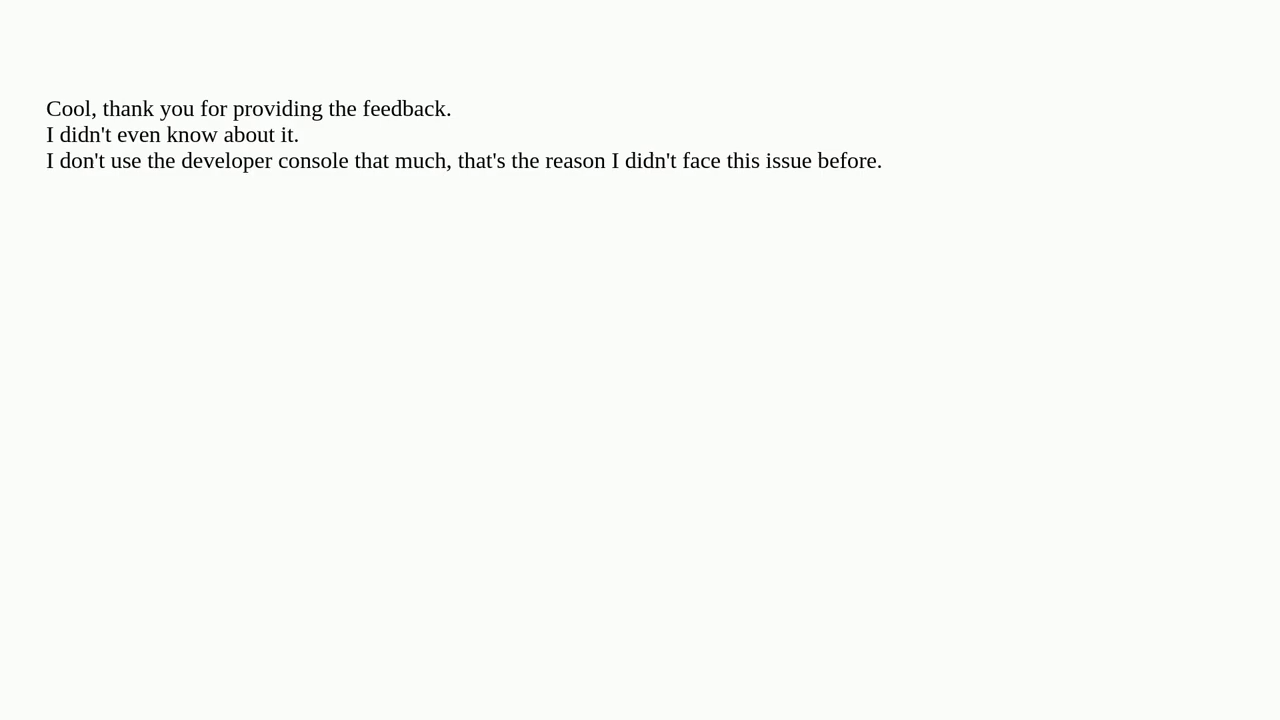 Cool, thank you for providing the feedback.
I didn't even know about it.
I don't use the developer console that much, that's the reason I didn't face this issue before.